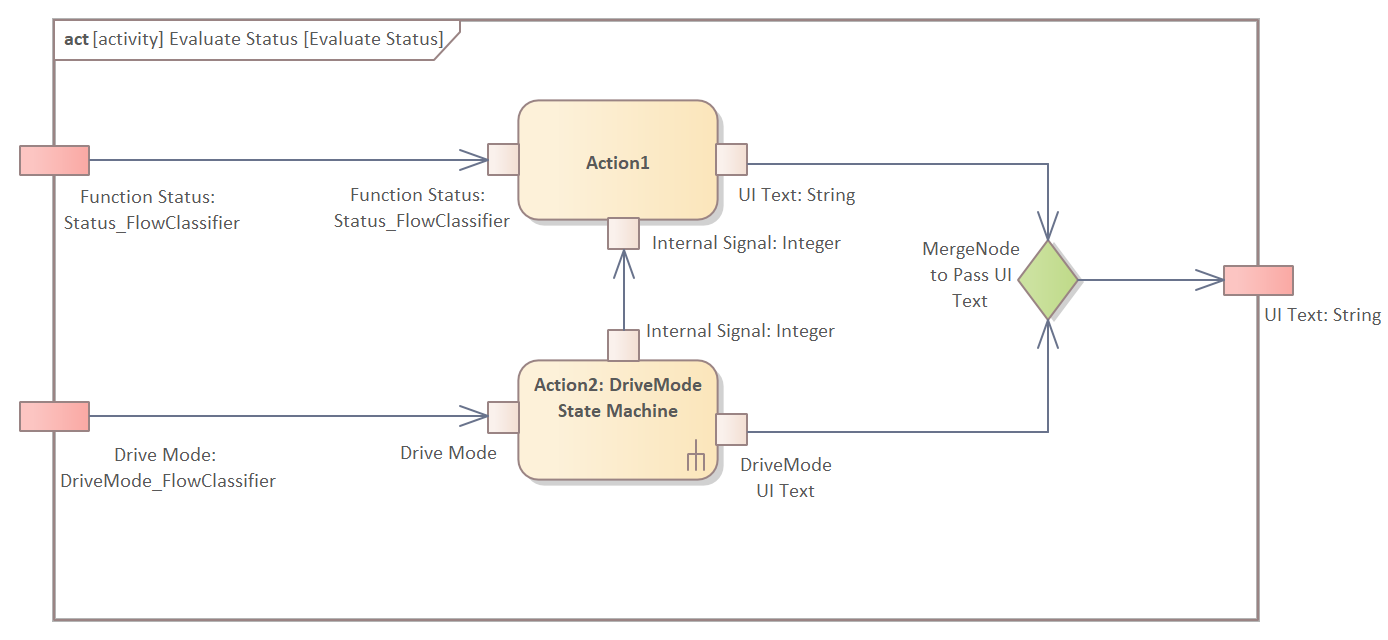 act [activity] Evaluate Status [Evaluate Status]
Function Status:
Status_FlowClassifier
Function Status:
Status_FlowClassifier
Action1
UI Text: String
Internal Signal: Integer
MergeNode
to Pass UI
Text
UI Text: String
Internal Signal: Integer
Action2: DriveMode
State Machine
Drive Mode:
DriveMode_FlowClassifier
Drive Mode
DriveMode
UI Text